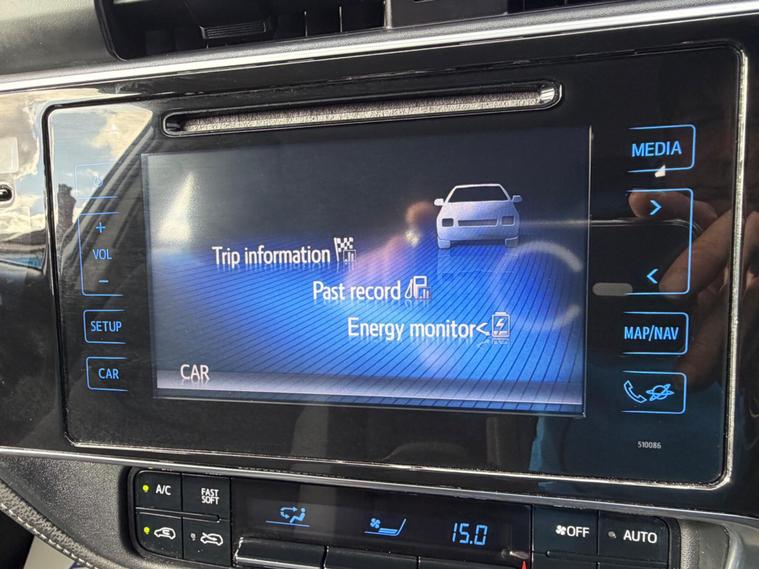 MEDIA
+
VOL
−
>
<
Trip information
Past record
Energy monitor
SETUP
MAP/NAV
CAR
CAR
510086
A/C
FAST
SOFT
15.0
OFF
AUTO